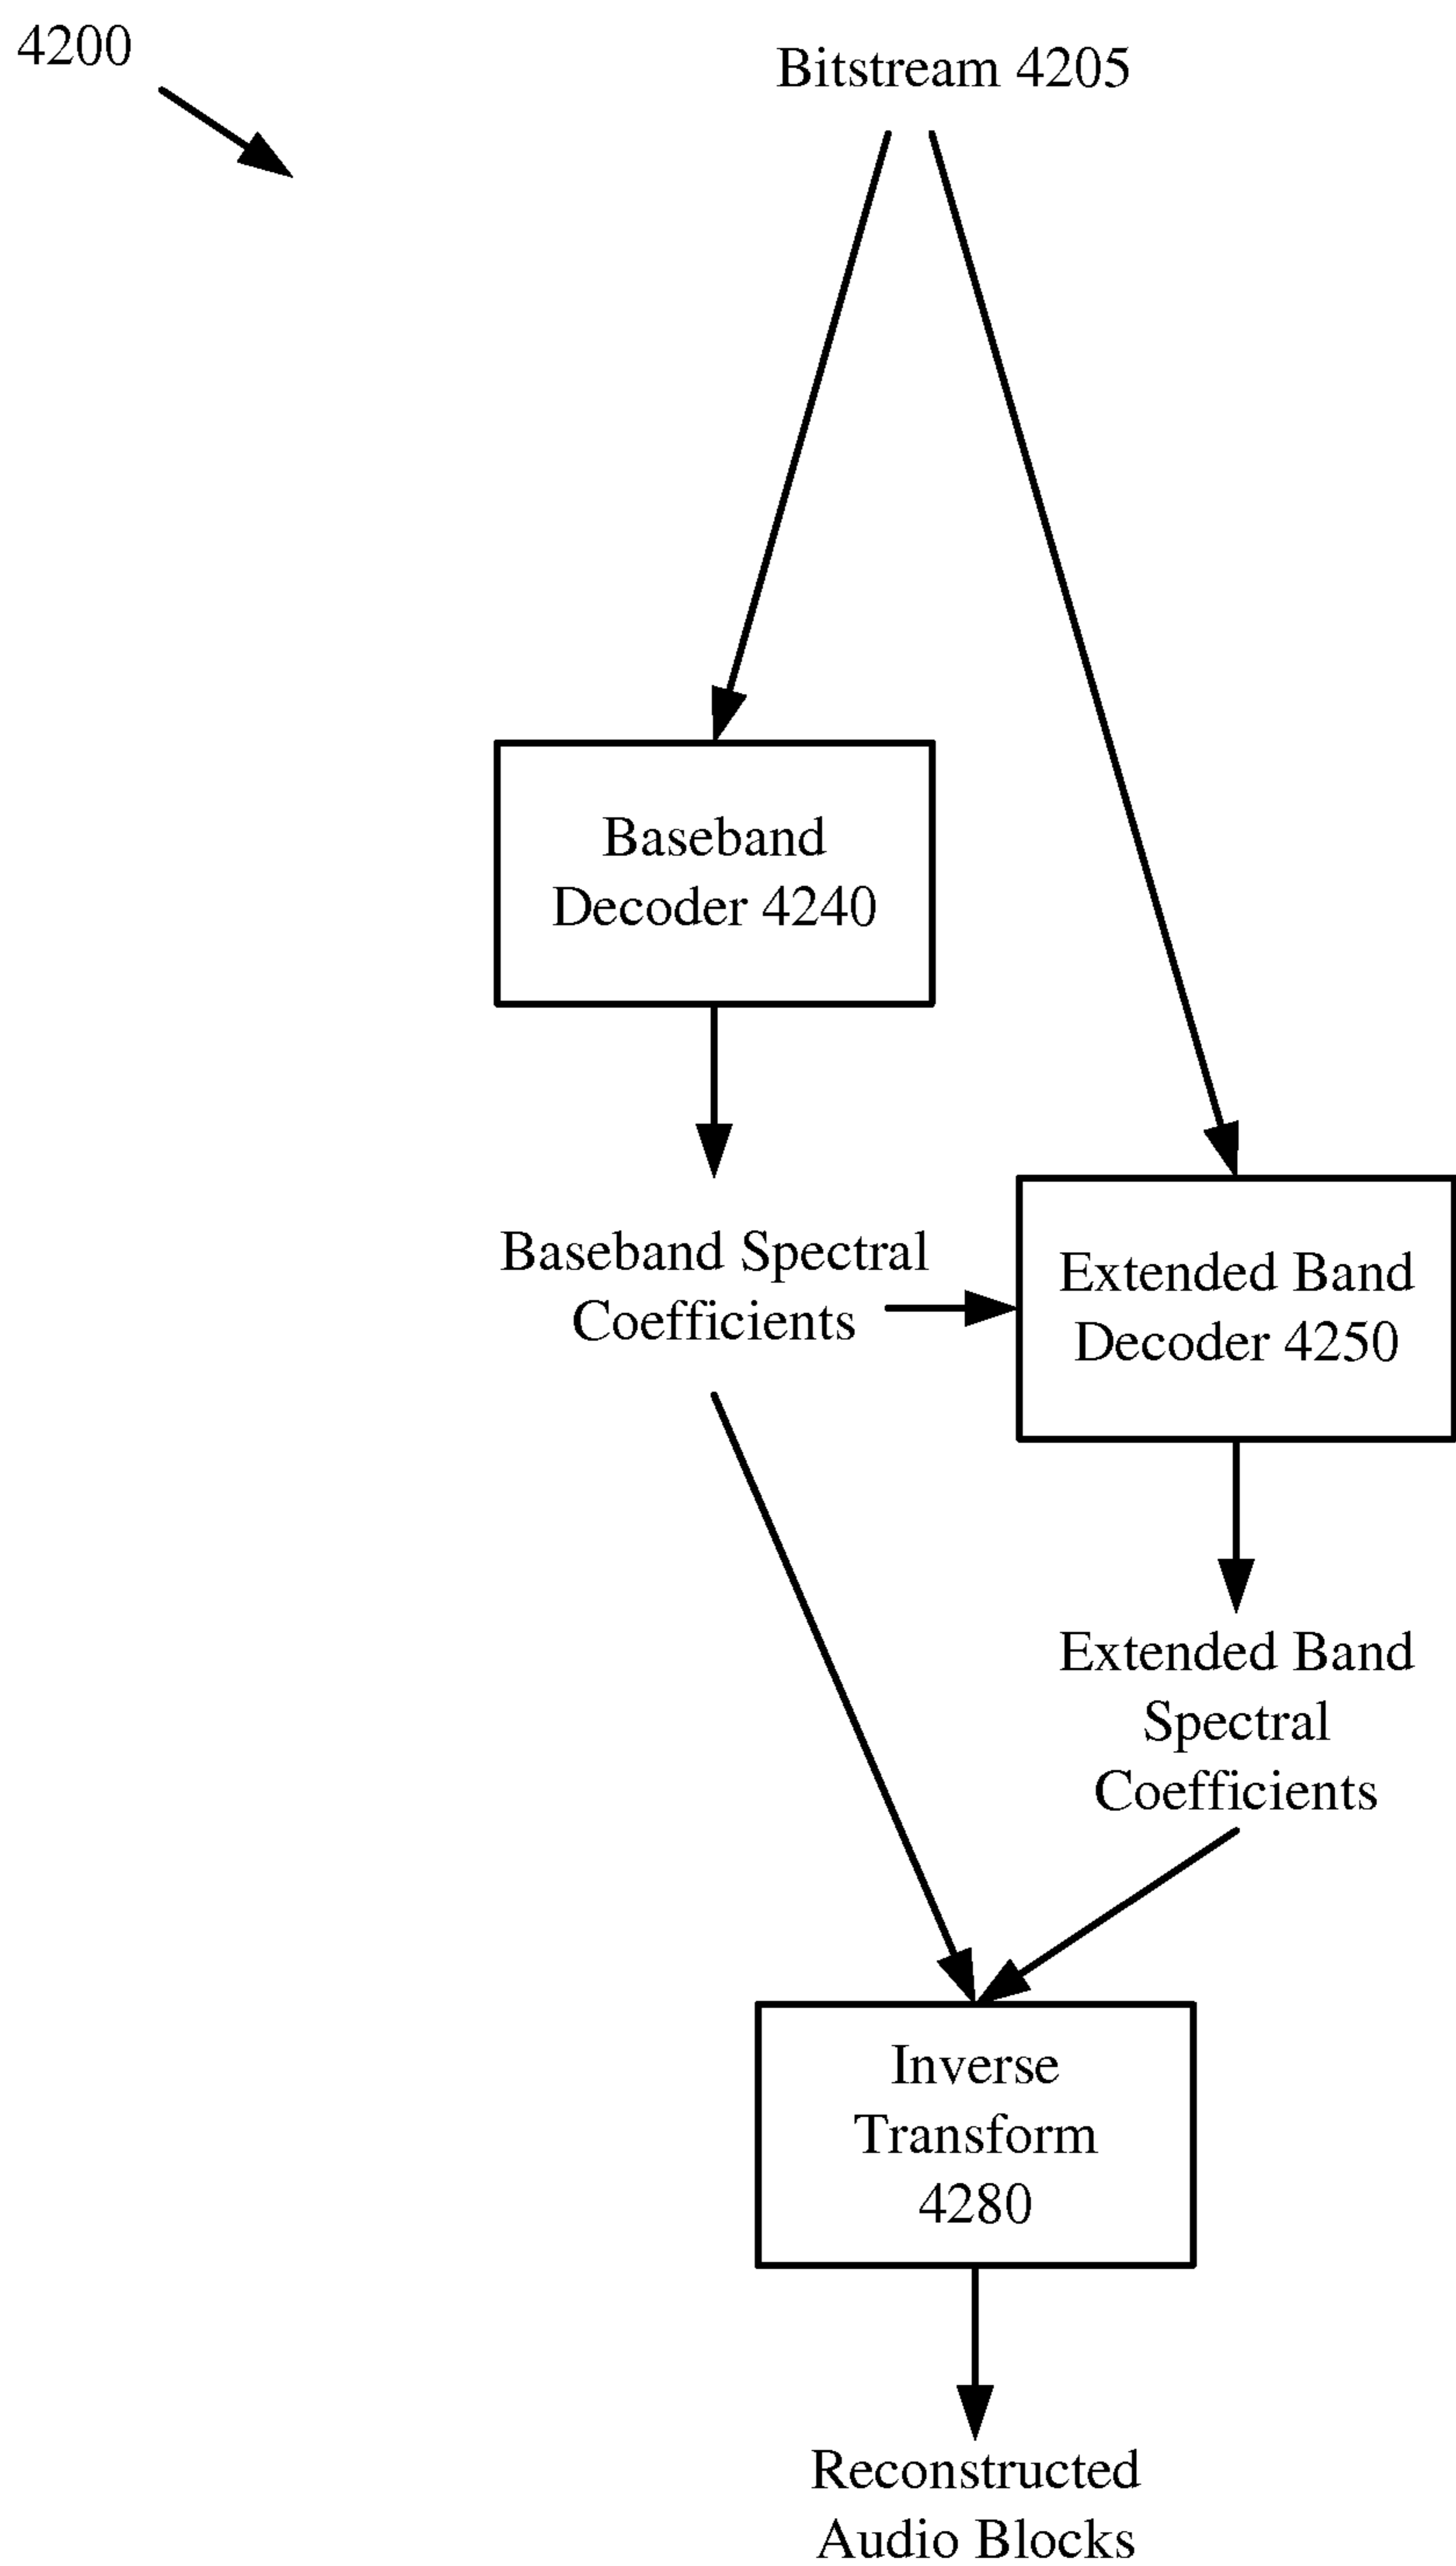 4200
Bitstream 4205
Baseband
Decoder 4240
Baseband Spectral
Coefficients
Extended Band
Decoder 4250
Extended Band
Spectral
Coefficients
Inverse
Transform
4280
Reconstructed
Audio Blocks